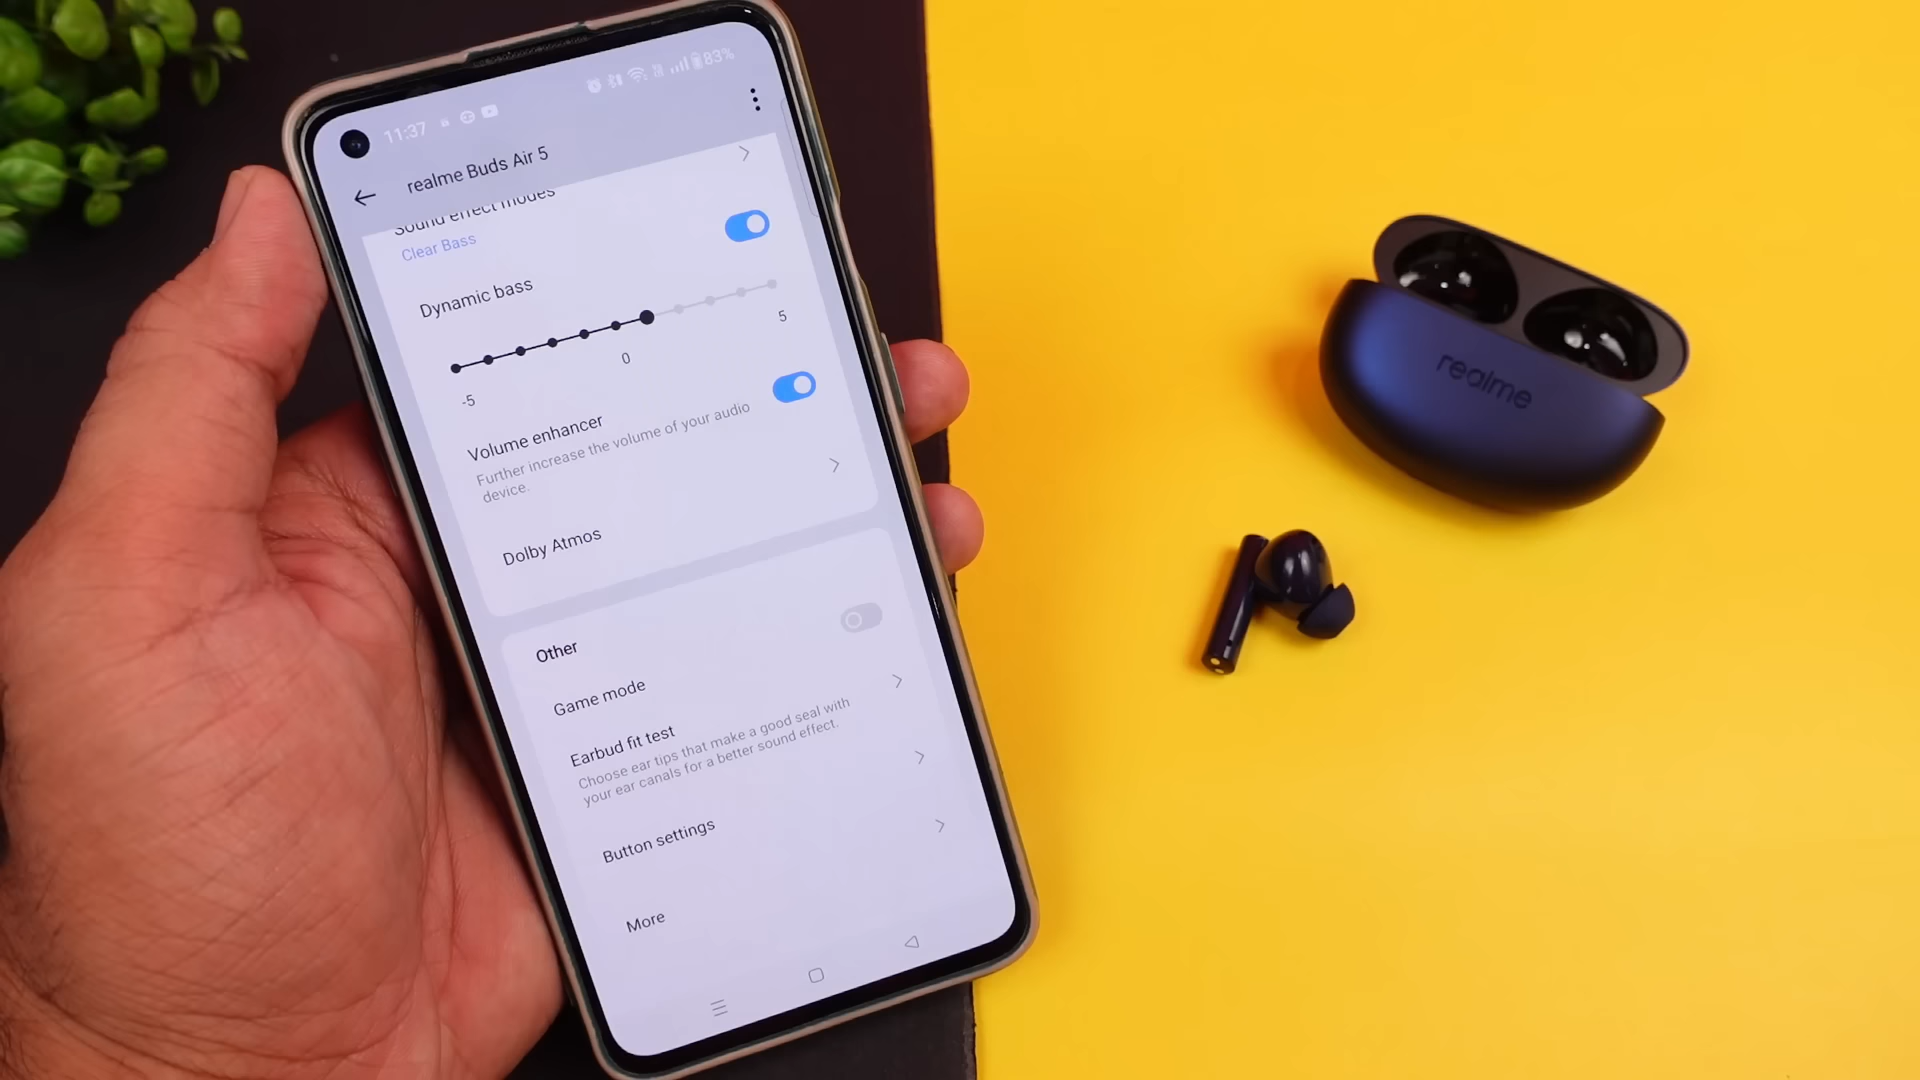 11:37
83%
realme Buds Air 5
Sound effect modes
Clear Bass
Dynamic bass
-5
0
5
Volume enhancer
Further increase the volume of your audio
device.
Dolby Atmos
Other
Game mode
Earbud fit test
Choose ear tips that make a good seal with
your ear canals for a better sound effect.
Button settings
More
realme